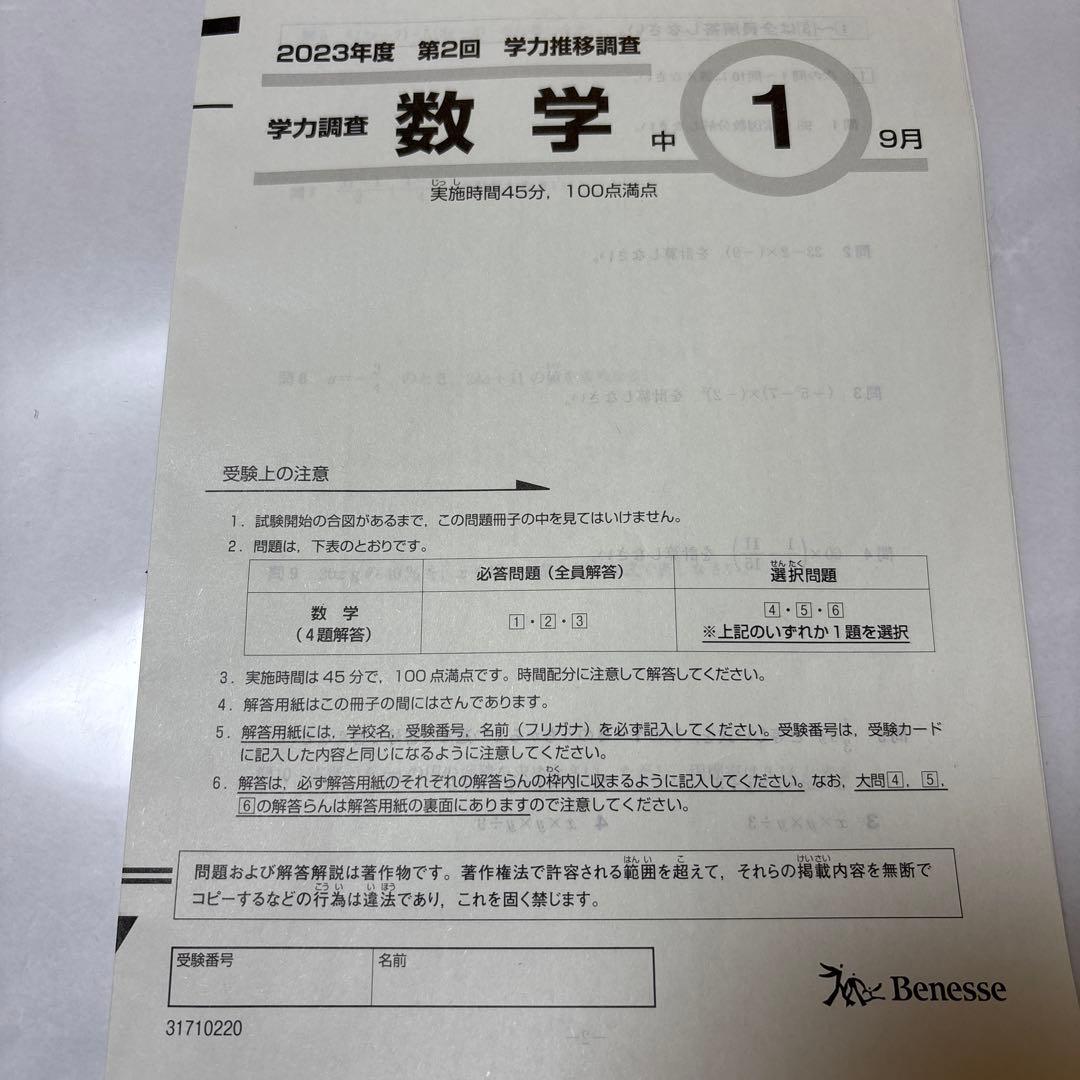 2023年度 第2回 学力推移調査
学力調査 数学 中 1 9月
実施時間45分，100点満点
受験上の注意
1．試験開始の合図があるまで，この問題冊子の中を見てはいけません。
2．問題は，下表のとおりです。
必答問題（全員解答） 選択問題
数 学
（4題解答）
1・2・3
4・5・6
※上記のいずれか1題を選択
3．実施時間は45分で，100点満点です。時間配分に注意して解答してください。
4．解答用紙はこの冊子の間にはさんであります。
5．解答用紙には，学校名，受験番号，名前（フリガナ）を必ず記入してください。受験番号は，受験カード
に記入した内容と同じになるように注意してください。
6．解答は，必ず解答用紙のそれぞれの解答らんの枠内に収まるように記入してください。なお，大問4，5，
6の解答らんは解答用紙の裏面にありますので注意してください。
問題および解答解説は著作物です。著作権法で許容される範囲を超えて，それらの掲載内容を無断で
コピーするなどの行為は違法であり，これを固く禁じます。
受験番号 名前
Benesse
31710220